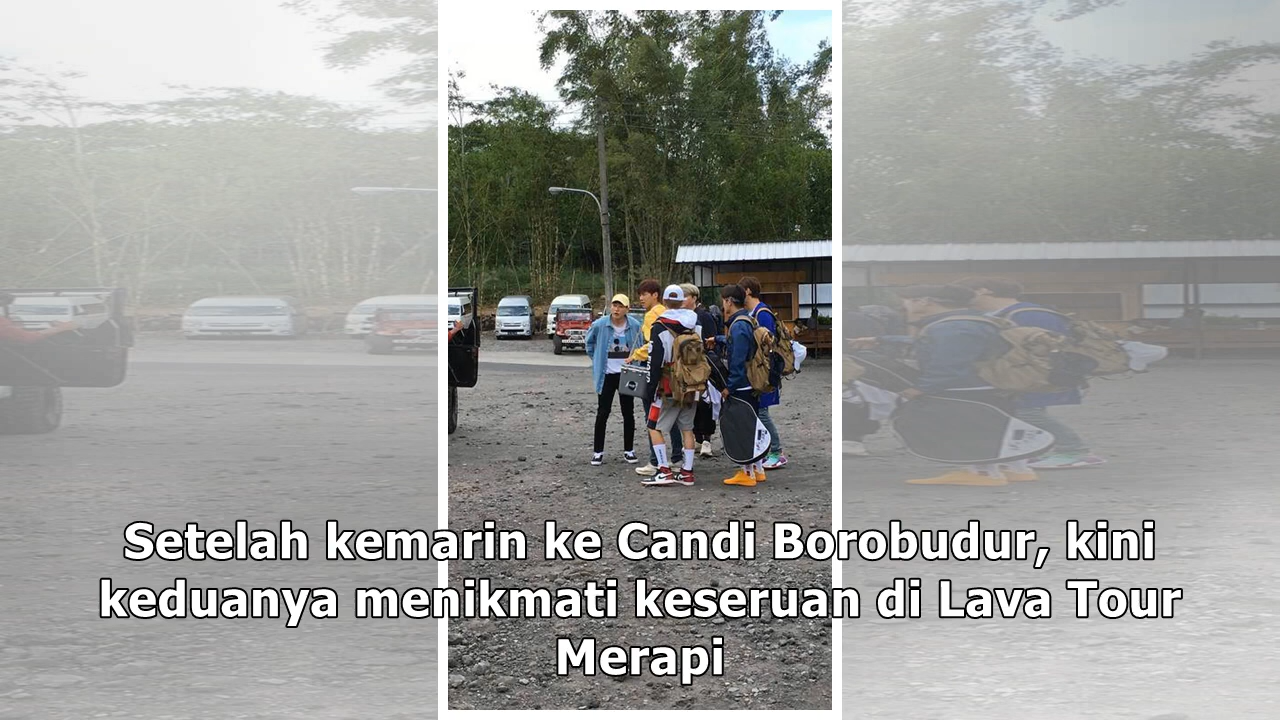 Setelah kemarin ke Candi Borobudur, kini
keduanya menikmati keseruan di Lava Tour
Merapi